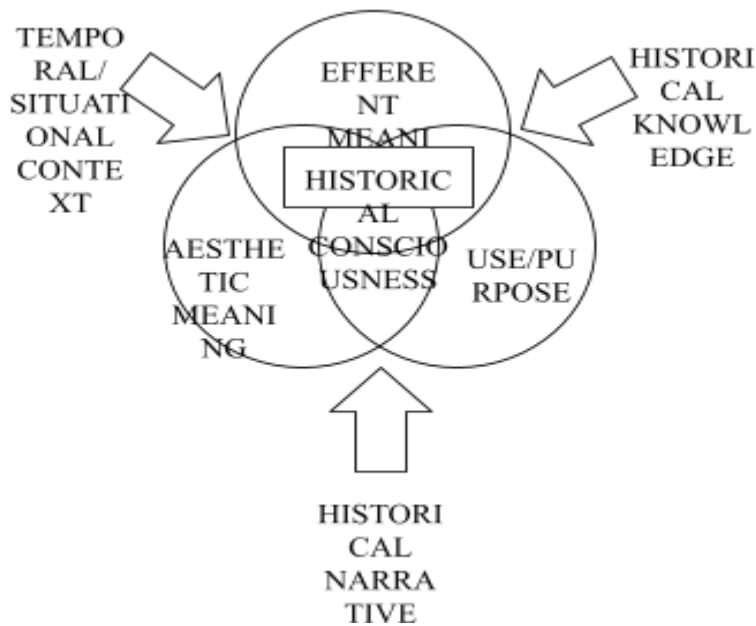 TEMPO
RAL/
SITUATI
ONAL
CONTE
XT
EFFERE
NT
MEANI
HISTORI
CAL
KNOWL
EDGE
HISTORIC
AL
CONSCIO
USNESS
AESTHE
TIC
MEANI
NG
USE/PU
RPOSE
HISTORI
CAL
NARRA
TIVE